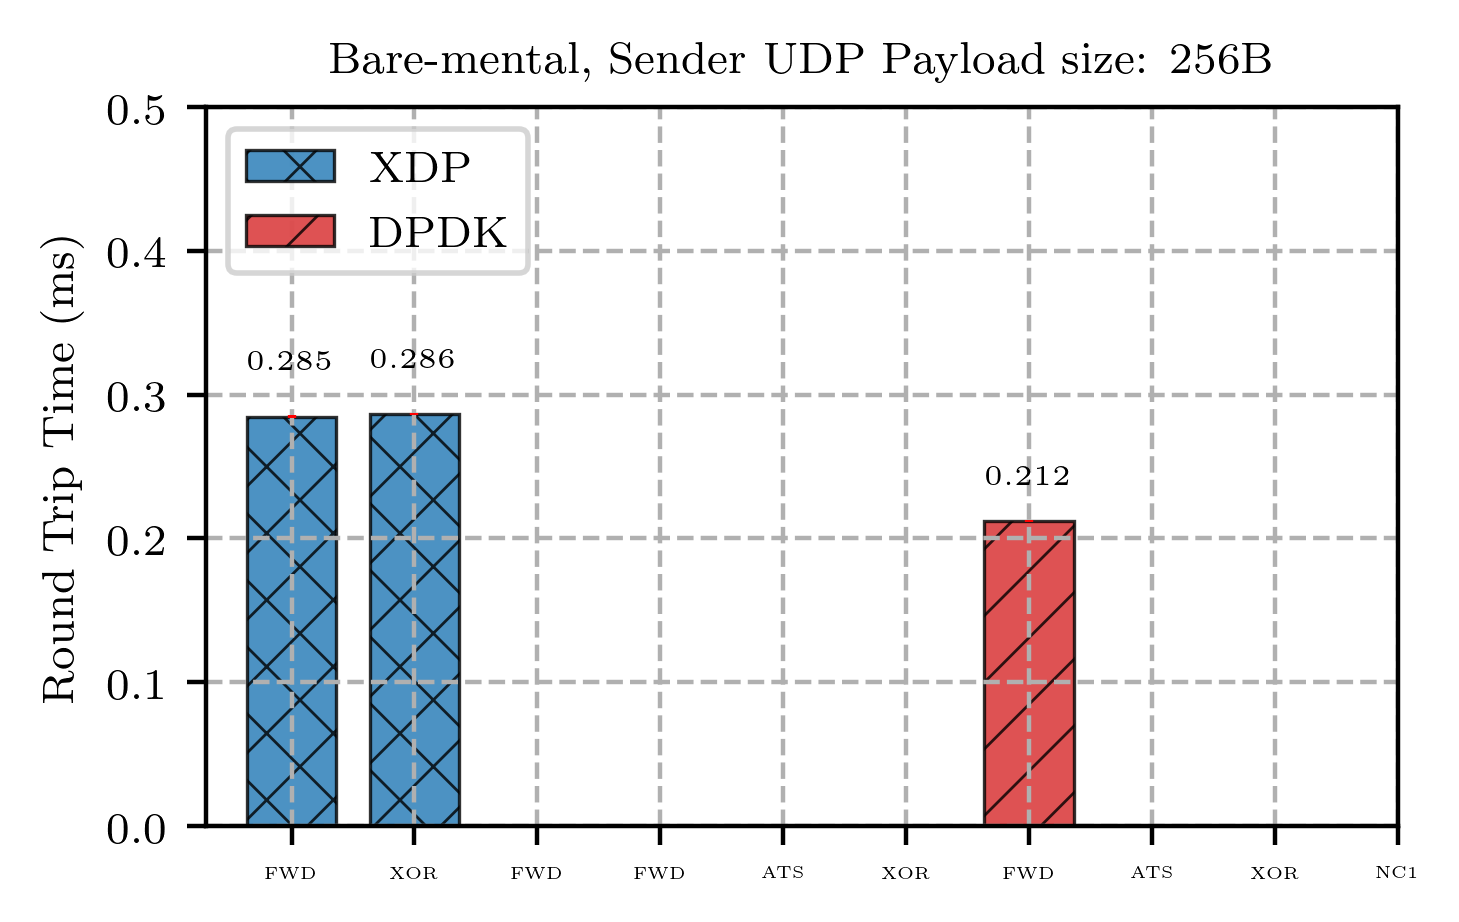 Bare-mental, Sender UDP Payload size: 256B
Round Trip Time (ms)
0.5
0.4
0.3
0.2
0.1
0.0
XDP
DPDK
0.285
0.286
0.212
FWD XOR FWD FWD ATS XOR FWD ATS XOR NC1